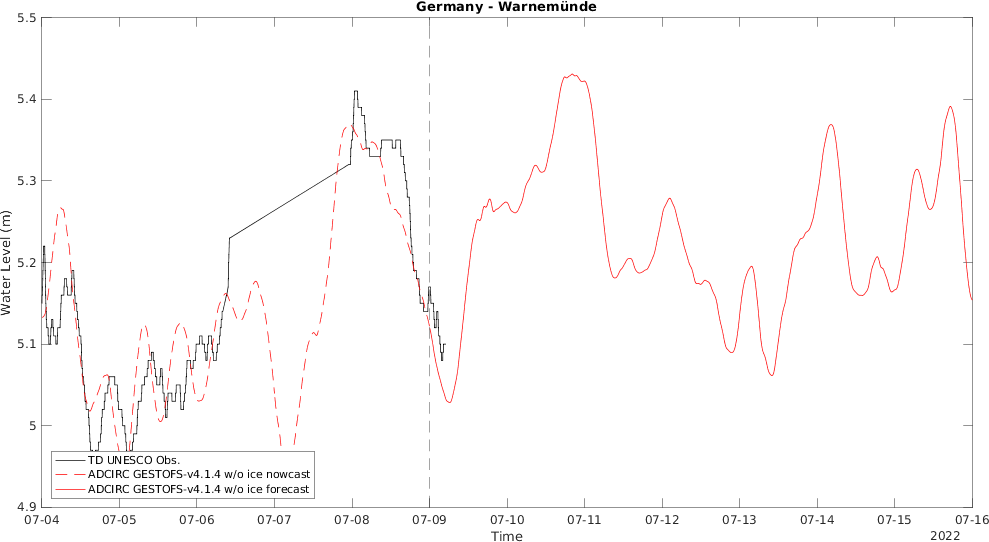 Germany - Warnemünde
5.5
5.4
5.3
5.2
5.1
5
4.9
Water Level (m)
TD UNESCO Obs.
ADCIRC GESTOFS-v4.1.4 w/o ice nowcast
ADCIRC GESTOFS-v4.1.4 w/o ice forecast
07-04 07-05 07-06 07-07 07-08 07-09 07-10 07-11 07-12 07-13 07-14 07-15 07-16
Time
2022